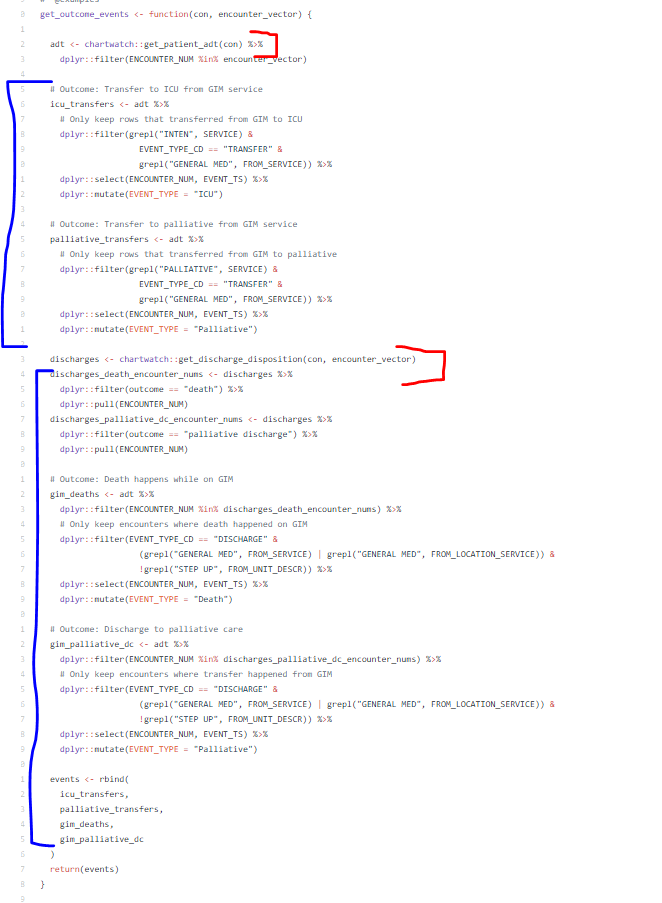 get_outcome_events <- function(con, encounter_vector) {
adt <- chartwatch::get_patient_adt(con) %>%
dplyr::filter(ENCOUNTER_NUM %in% encounter_vector)
# Outcome: Transfer to ICU from GIM service
icu_transfers <- adt %>%
# Only keep rows that transferred from GIM to ICU
dplyr::filter(grepl("INTEN", SERVICE) &
EVENT_TYPE_CD == "TRANSFER" &
grepl("GENERAL MED", FROM_SERVICE)) %>%
dplyr::select(ENCOUNTER_NUM, EVENT_TS) %>%
dplyr::mutate(EVENT_TYPE = "ICU")
# Outcome: Transfer to palliative from GIM service
palliative_transfers <- adt %>%
# Only keep rows that transferred from GIM to palliative
dplyr::filter(grepl("PALLIATIVE", SERVICE) &
EVENT_TYPE_CD == "TRANSFER" &
grepl("GENERAL MED", FROM_SERVICE)) %>%
dplyr::select(ENCOUNTER_NUM, EVENT_TS) %>%
dplyr::mutate(EVENT_TYPE = "Palliative")
discharges <- chartwatch::get_discharge_disposition(con, encounter_vector)
discharges_death_encounter_nums <- discharges %>%
dplyr::filter(outcome == "death") %>%
dplyr::pull(ENCOUNTER_NUM)
discharges_palliative_dc_encounter_nums <- discharges %>%
dplyr::filter(outcome == "palliative discharge") %>%
dplyr::pull(ENCOUNTER_NUM)
# Outcome: Death happens while on GIM
gim_deaths <- adt %>%
dplyr::filter(ENCOUNTER_NUM %in% discharges_death_encounter_nums) %>%
# Only keep encounters where death happened on GIM
dplyr::filter(EVENT_TYPE_CD == "DISCHARGE" &
(grepl("GENERAL MED", FROM_SERVICE) | grepl("GENERAL MED", FROM_LOCATION_SERVICE)) &
!grepl("STEP UP", FROM_UNIT_DESCR)) %>%
dplyr::select(ENCOUNTER_NUM, EVENT_TS) %>%
dplyr::mutate(EVENT_TYPE = "Death")
# Outcome: Discharge to palliative care
gim_palliative_dc <- adt %>%
dplyr::filter(ENCOUNTER_NUM %in% discharges_palliative_dc_encounter_nums) %>%
# Only keep encounters where transfer happened from GIM
dplyr::filter(EVENT_TYPE_CD == "DISCHARGE" &
(grepl("GENERAL MED", FROM_SERVICE) | grepl("GENERAL MED", FROM_LOCATION_SERVICE)) &
!grepl("STEP UP", FROM_UNIT_DESCR)) %>%
dplyr::select(ENCOUNTER_NUM, EVENT_TS) %>%
dplyr::mutate(EVENT_TYPE = "Palliative")
events <- rbind(
icu_transfers,
palliative_transfers,
gim_deaths,
gim_palliative_dc
)
return(events)
}